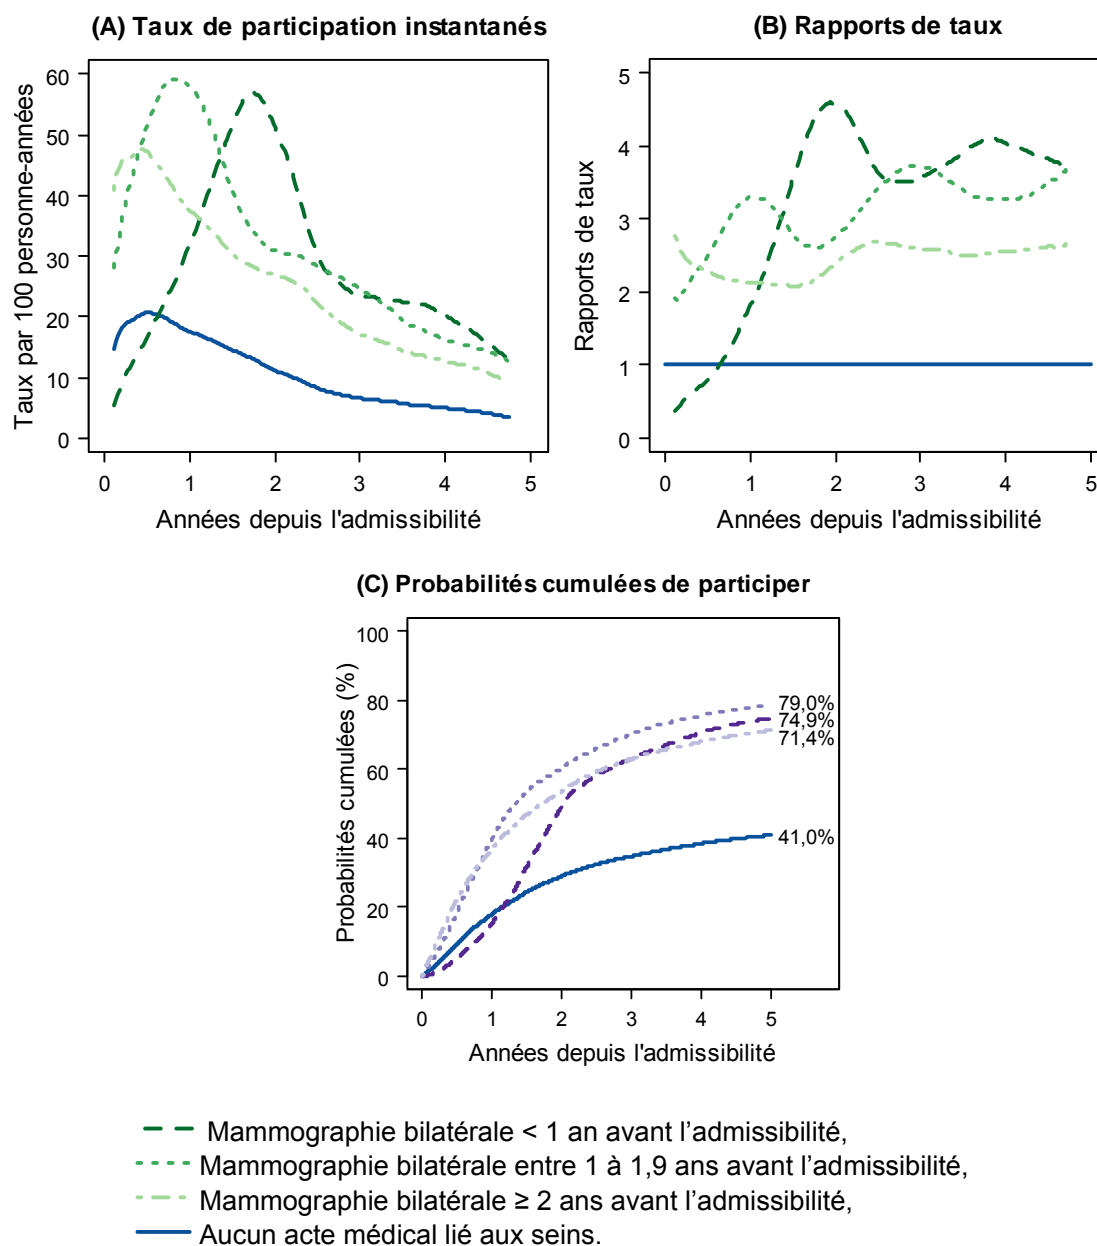 (A) Taux de participation instantanés
Taux par 100 personne-années
60
50
40
30
20
10
0
0 1 2 3 4 5
Années depuis l'admissibilité
(B) Rapports de taux
Rapports de taux
5
4
3
2
1
0
0 1 2 3 4 5
Années depuis l'admissibilité
(C) Probabilités cumulées de participer
Probabilités cumulées (%)
100
80
60
40
20
0
79,0%
74,9%
71,4%
41,0%
0 1 2 3 4 5
Années depuis l'admissibilité
Mammographie bilatérale < 1 an avant l’admissibilité,
Mammographie bilatérale entre 1 à 1,9 ans avant l’admissibilité,
Mammographie bilatérale ≥ 2 ans avant l’admissibilité,
Aucun acte médical lié aux seins.